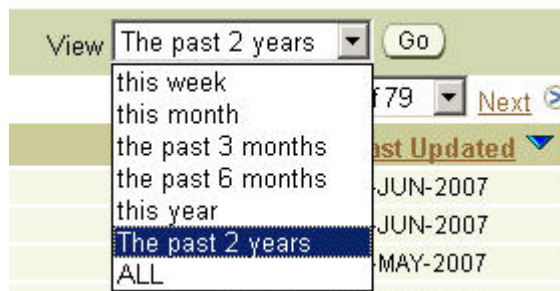 View The past 2 years Go
this week
this month
f 79 Next
the past 3 months
ast Updated
the past 6 months
-JUN-2007
this year
-JUN-2007
The past 2 years
-MAY-2007
ALL